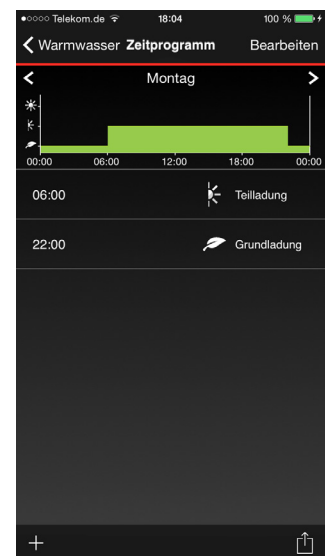 Telekom.de 18:04 100 %
Warmwasser Zeitprogramm Bearbeiten
Montag
00:00 06:00 12:00 18:00 00:00
06:00 Teilladung
22:00 Grundladung